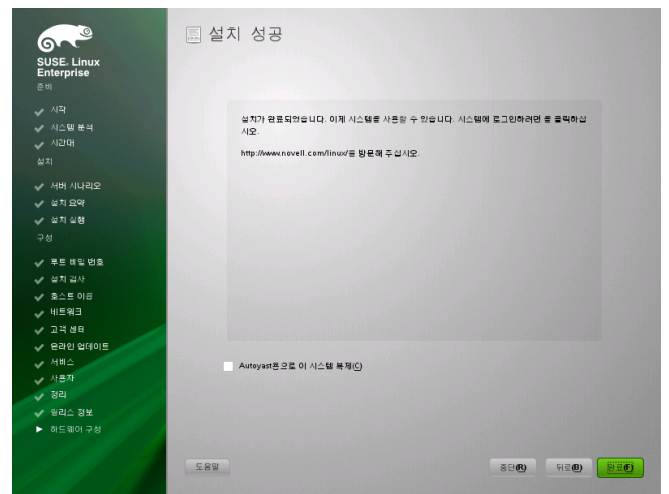 SUSE® Linux
Enterprise
준비
시작
시스템 분석
시간대
설치
서버 시나리오
설치 요약
설치 실행
구성
루트 비밀 번호
설치 검사
호스트 이름
네트워크
고객 센터
온라인 업데이트
서비스
사용자
정리
릴리스 정보
하드웨어 구성
설치 성공
설치가 완료되었습니다. 이제 시스템을 사용할 수 있습니다. 시스템에 로그인하려면 를 클릭하십
시오.
http://www.novell.com/linux/를 방문해 주십시오.
Autoyast용으로 이 시스템 복제(C)
도움말
중단(R)
뒤로(B)
완료(F)